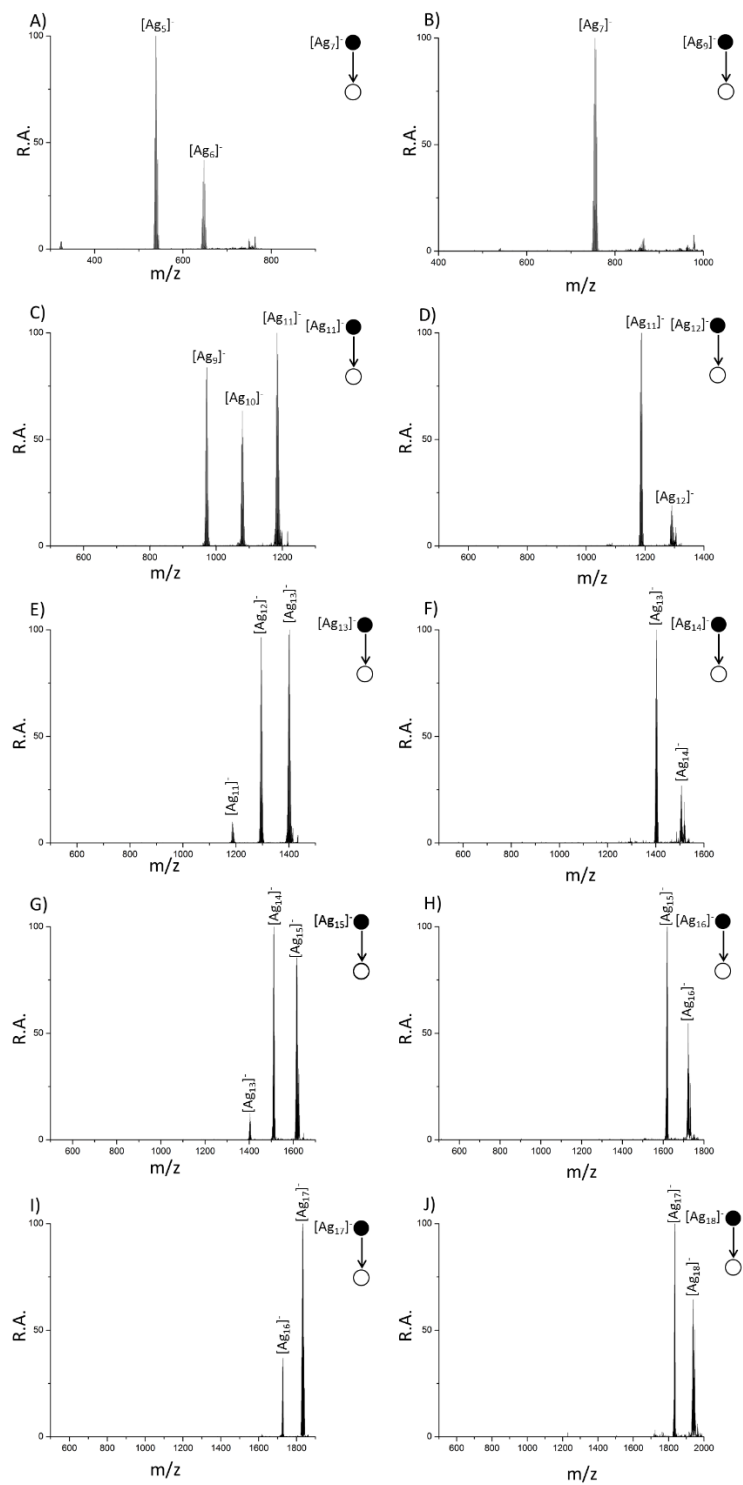 A)
[Ag₅]⁻
[Ag₇]⁻
[Ag₆]⁻
100
50
0
R.A.
400 600 800
m/z
B)
[Ag₇]⁻
[Ag₉]⁻
100
50
0
R.A.
400 600 800 1000
m/z
C)
[Ag₁₁]⁻
[Ag₁₁]⁻
[Ag₉]⁻
[Ag₁₀]⁻
100
50
0
R.A.
600 800 1000 1200
m/z
D)
[Ag₁₁]⁻
[Ag₁₂]⁻
[Ag₁₂]⁻
100
50
0
R.A.
600 800 1000 1200 1400
m/z
E)
[Ag₁₂]⁻
[Ag₁₃]⁻
[Ag₁₃]⁻
[Ag₁₁]⁻
100
50
0
R.A.
600 800 1000 1200 1400
m/z
F)
[Ag₁₃]⁻
[Ag₁₄]⁻
[Ag₁₄]⁻
100
50
0
R.A.
600 800 1000 1200 1400 1600
m/z
G)
[Ag₁₄]⁻
[Ag₁₅]⁻
[Ag₁₅]⁻
[Ag₁₃]⁻
100
50
0
R.A.
600 800 1000 1200 1400 1600
m/z
H)
[Ag₁₅]⁻
[Ag₁₆]⁻
[Ag₁₆]⁻
100
50
0
R.A.
600 800 1000 1200 1400 1600 1800
m/z
I)
[Ag₁₇]⁻
[Ag₁₇]⁻
[Ag₁₆]⁻
100
50
0
R.A.
600 800 1000 1200 1400 1600 1800
m/z
J)
[Ag₁₇]⁻
[Ag₁₈]⁻
[Ag₁₈]⁻
100
50
0
R.A.
600 800 1000 1200 1400 1600 1800 2000
m/z